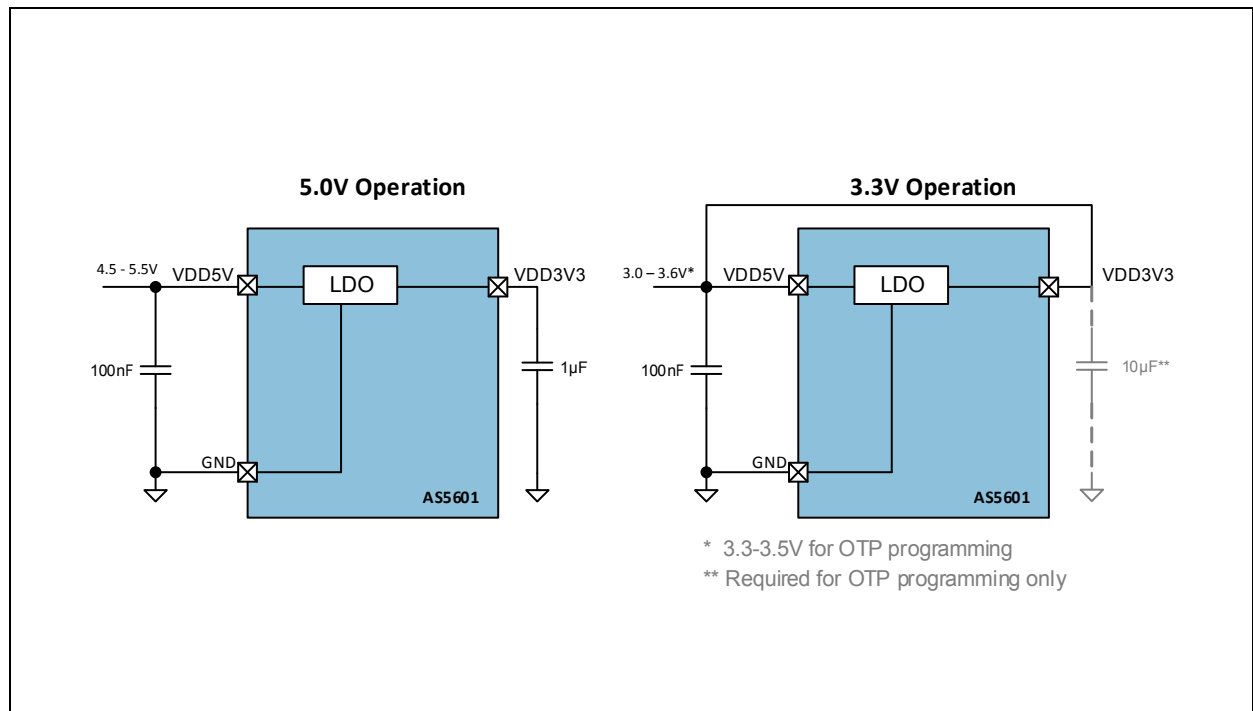 5.0V Operation
4.5 - 5.5V
VDD5V
LDO
VDD3V3
100nF
1µF
GND
AS5601
3.3V Operation
3.0 – 3.6V*
VDD5V
LDO
VDD3V3
100nF
10µF**
GND
AS5601
* 3.3-3.5V for OTP programming
** Required for OTP programming only